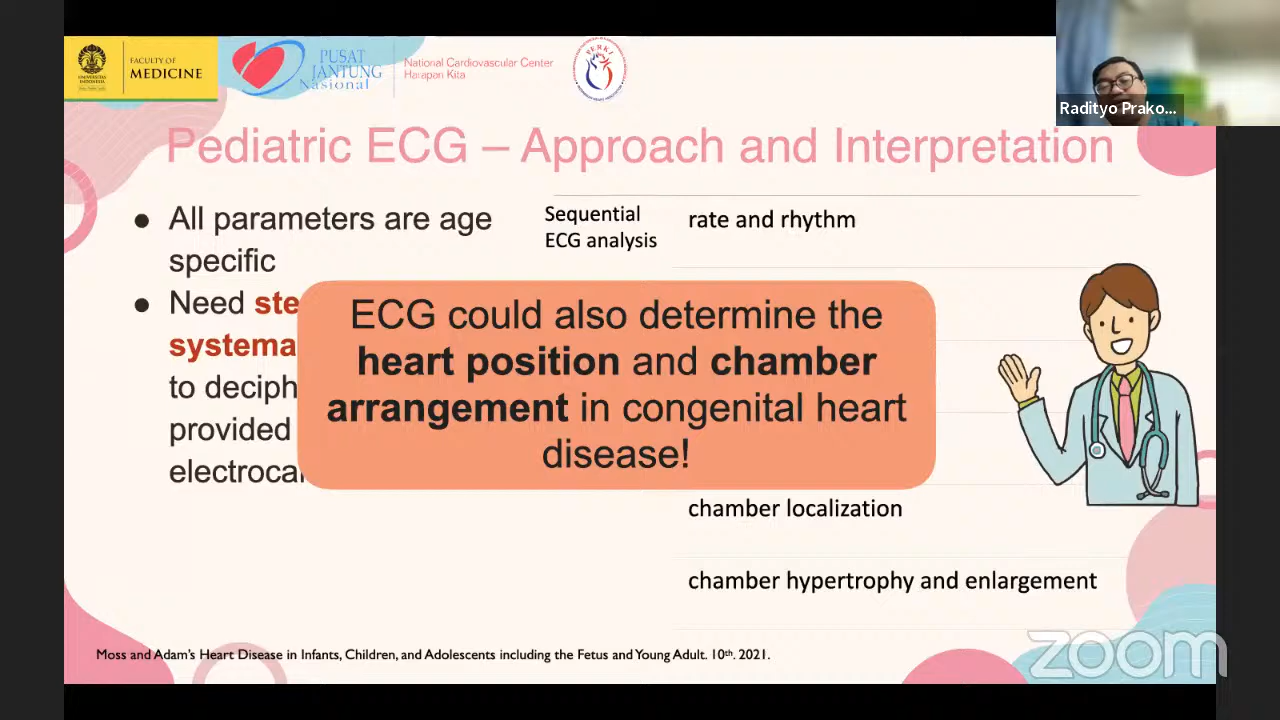 FACULTY OF
MEDICINE
PUSAT
JANTUNG
Nasional
National Cardiovascular Center
Harapan Kita
PERKI
Radityo Prako...
Pediatric ECG – Approach and Interpretation
● All parameters are age
specific
● Need ste
systema
to deciph
provided
electroca
Sequential
ECG analysis
rate and rhythm
ECG could also determine the
heart position and chamber
arrangement in congenital heart
disease!
chamber localization
chamber hypertrophy and enlargement
Moss and Adam's Heart Disease in Infants, Children, and Adolescents including the Fetus and Young Adult. 10th. 2021.
zoom